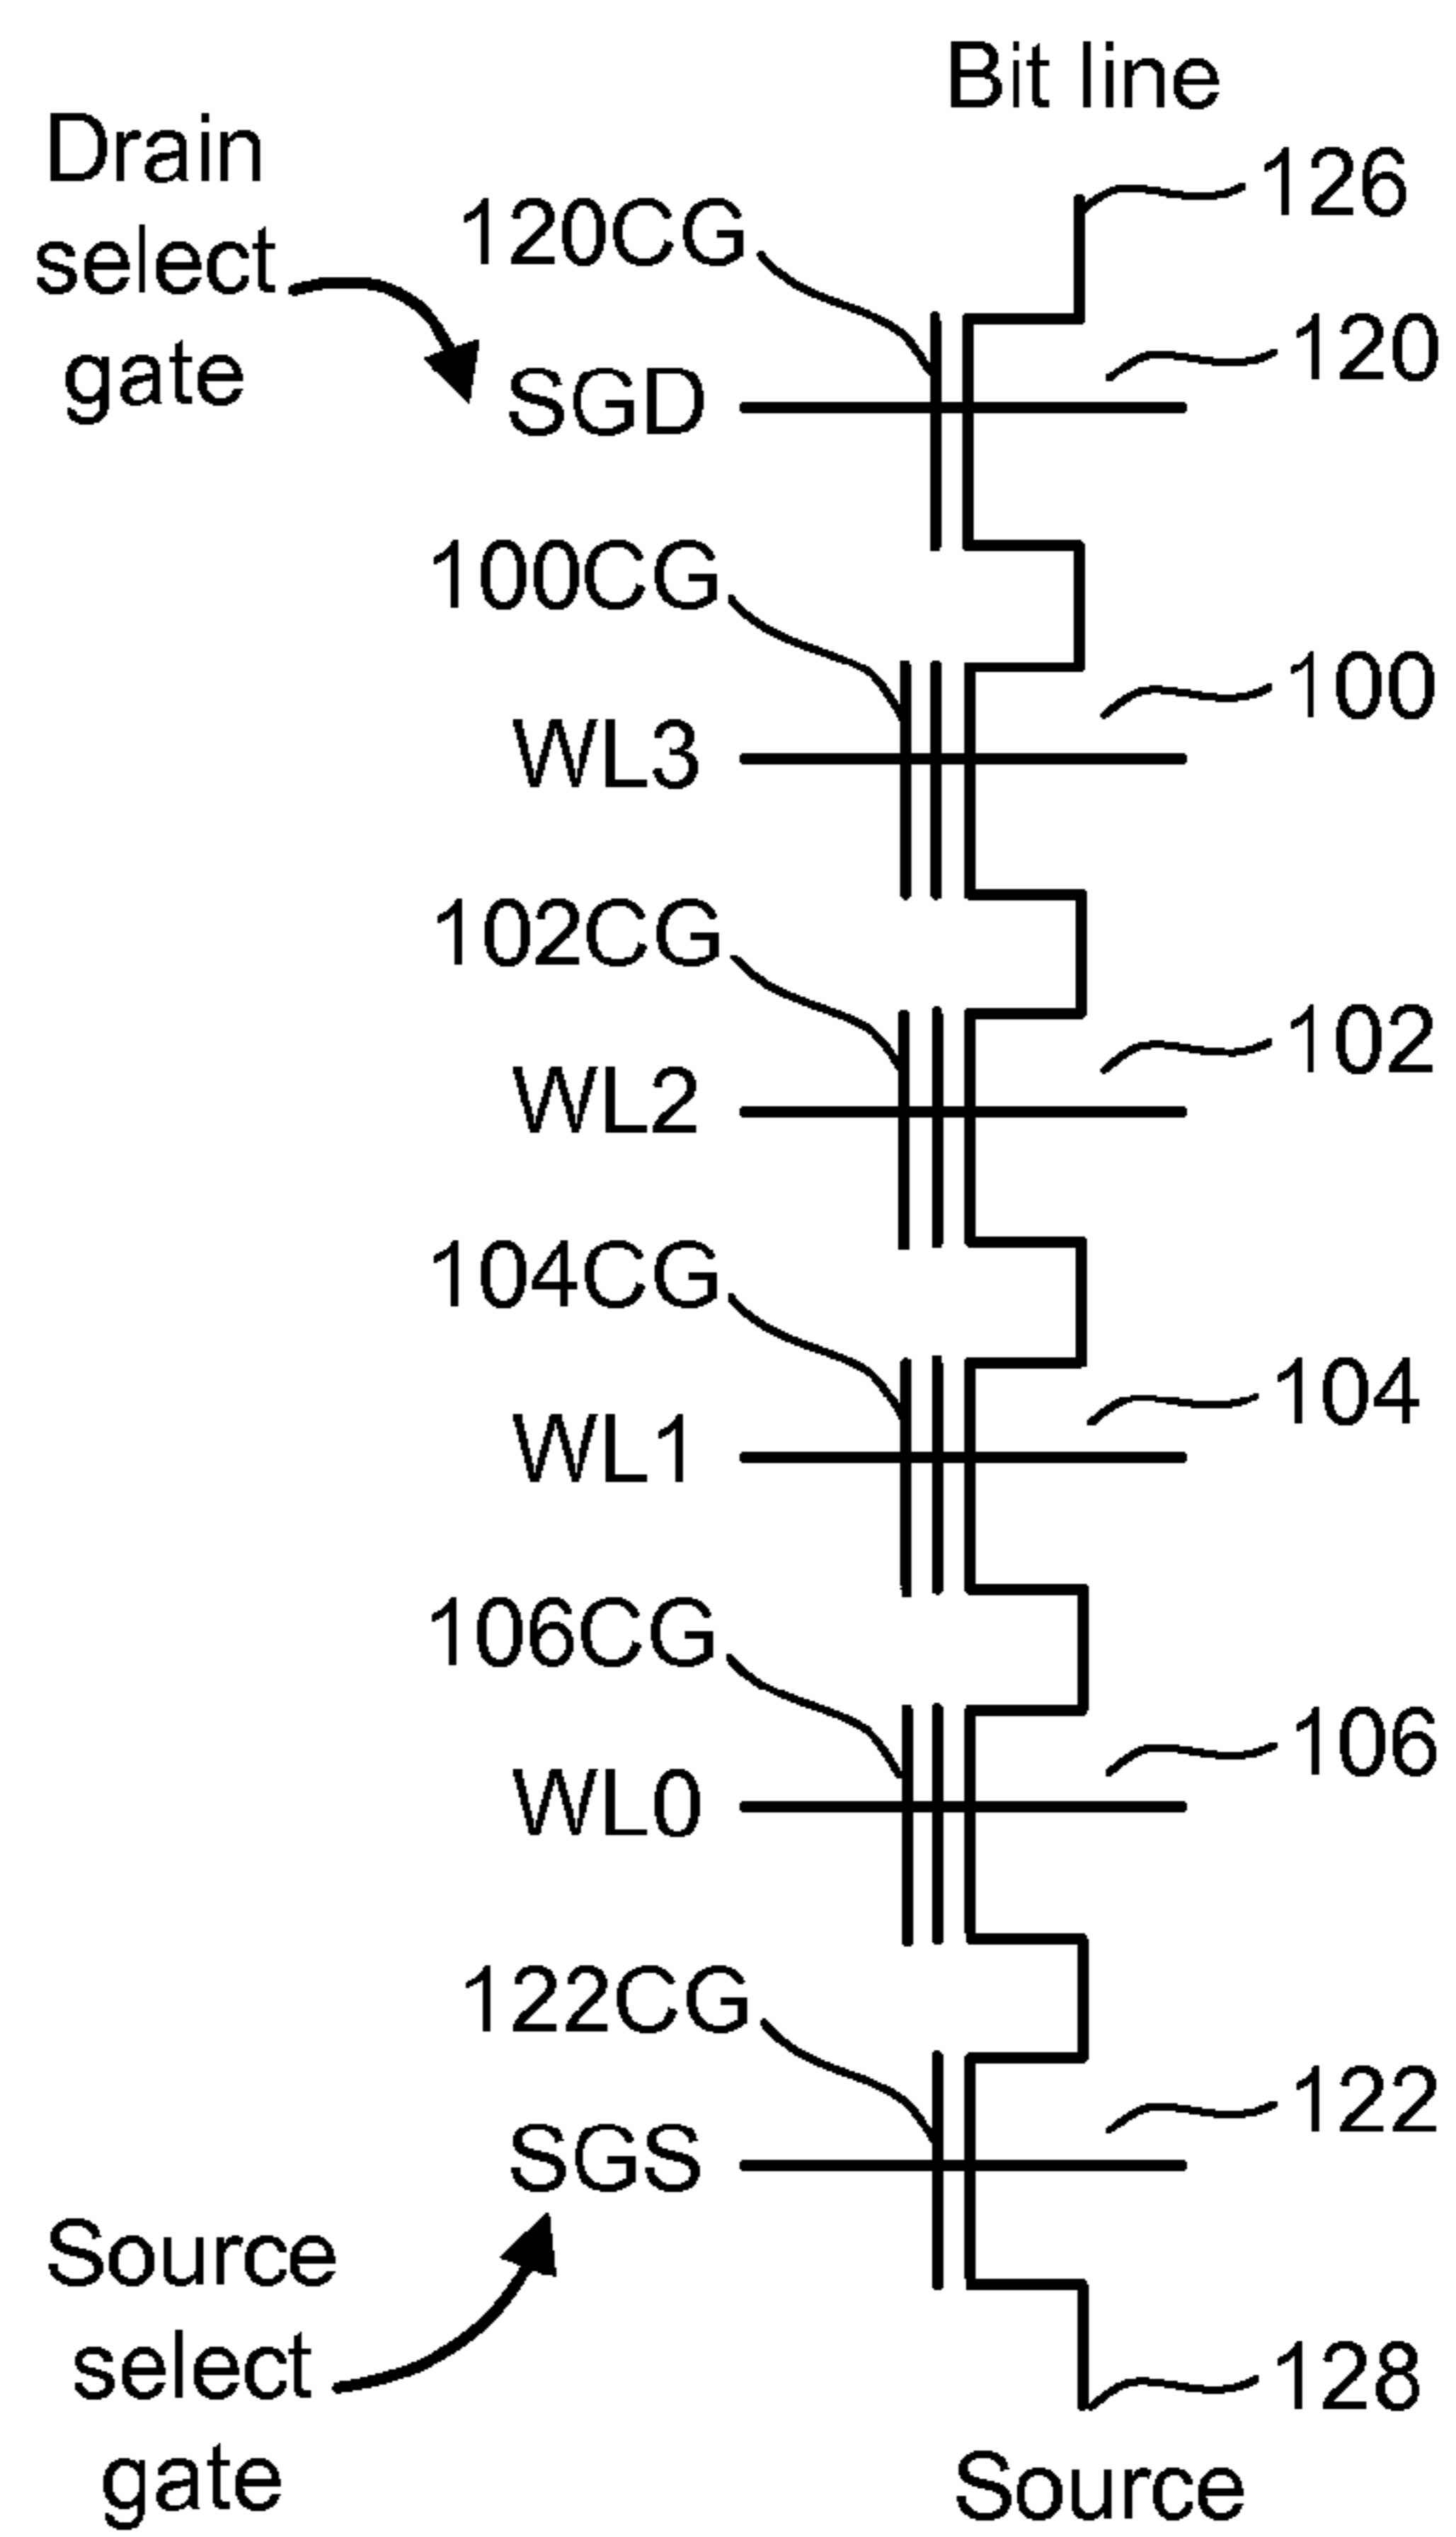 Bit line
126
Drain
select
gate
120CG
120
SGD
100CG
100
WL3
102CG
102
WL2
104CG
104
WL1
106CG
106
WL0
122CG
122
SGS
Source
select
gate
128
Source